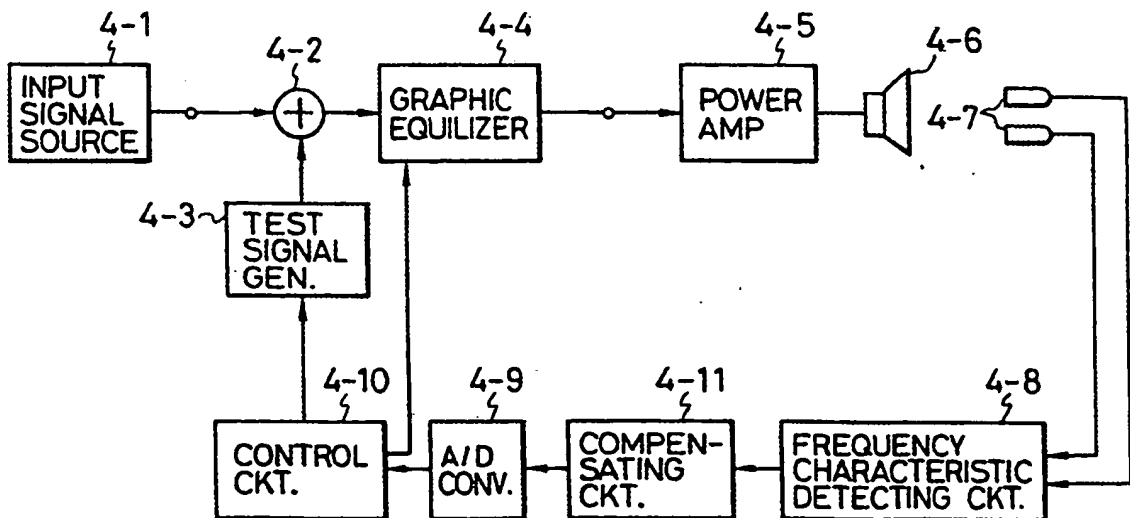 4-1
4-2
4-4
4-5
4-6
INPUT
SIGNAL
SOURCE
+
GRAPHIC
EQUILIZER
POWER
AMP
4-7
4-3
TEST
SIGNAL
GEN.
4-10
4-9
4-11
4-8
CONTROL
CKT.
A/D
CONV.
COMPEN-
SATING
CKT.
FREQUENCY
CHARACTERISTIC
DETECTING CKT.